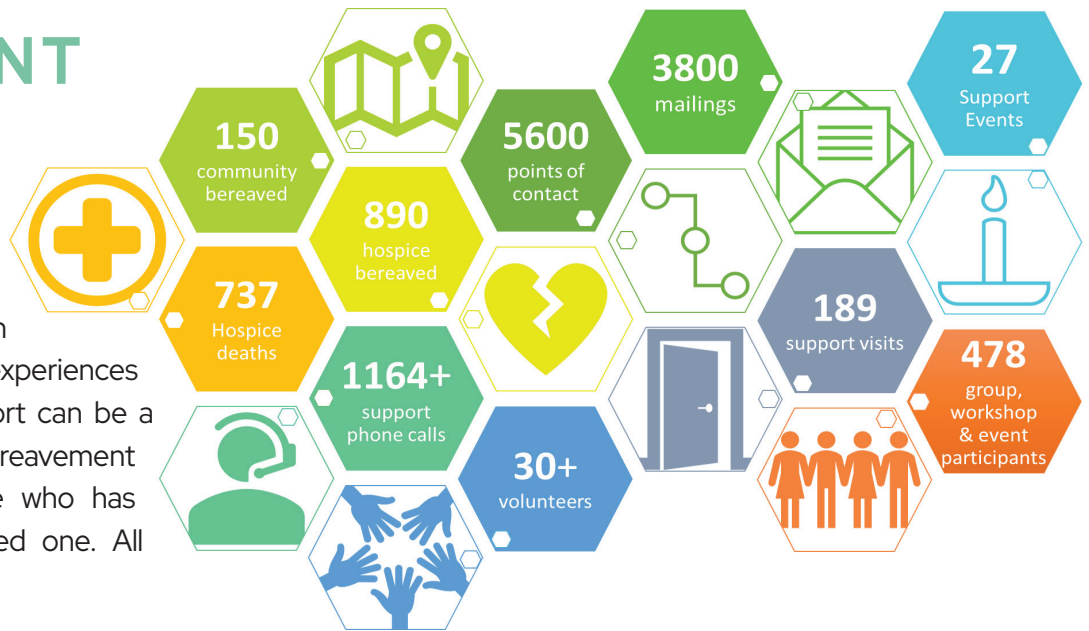 NT
150
community
bereaved
5600
points of
contact
3800
mailings
27
Support
Events
890
hospice
bereaved
737
Hospice
deaths
1164+
support
phone calls
30+
volunteers
189
support visits
478
group,
workshop
& event
participants
experiences
ort can be a
reavement
who has
ed one. All